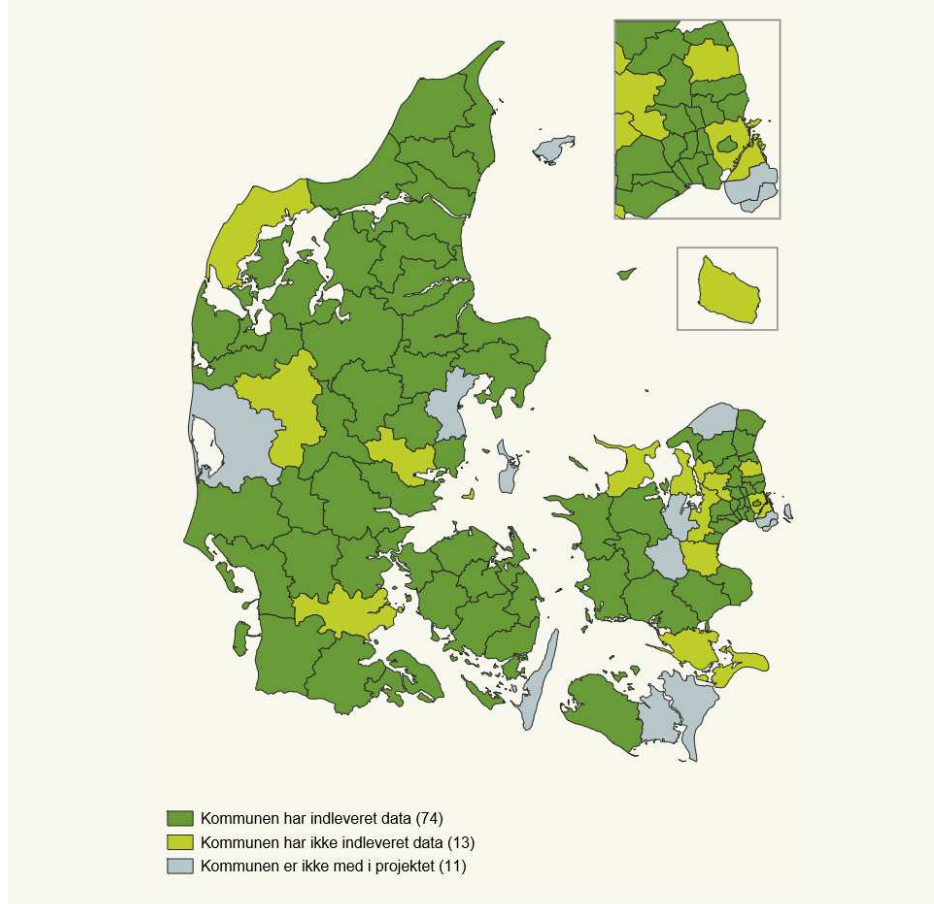 Kommunen har indleveret data (74)
Kommunen har ikke indleveret data (13)
Kommunen er ikke med i projektet (11)